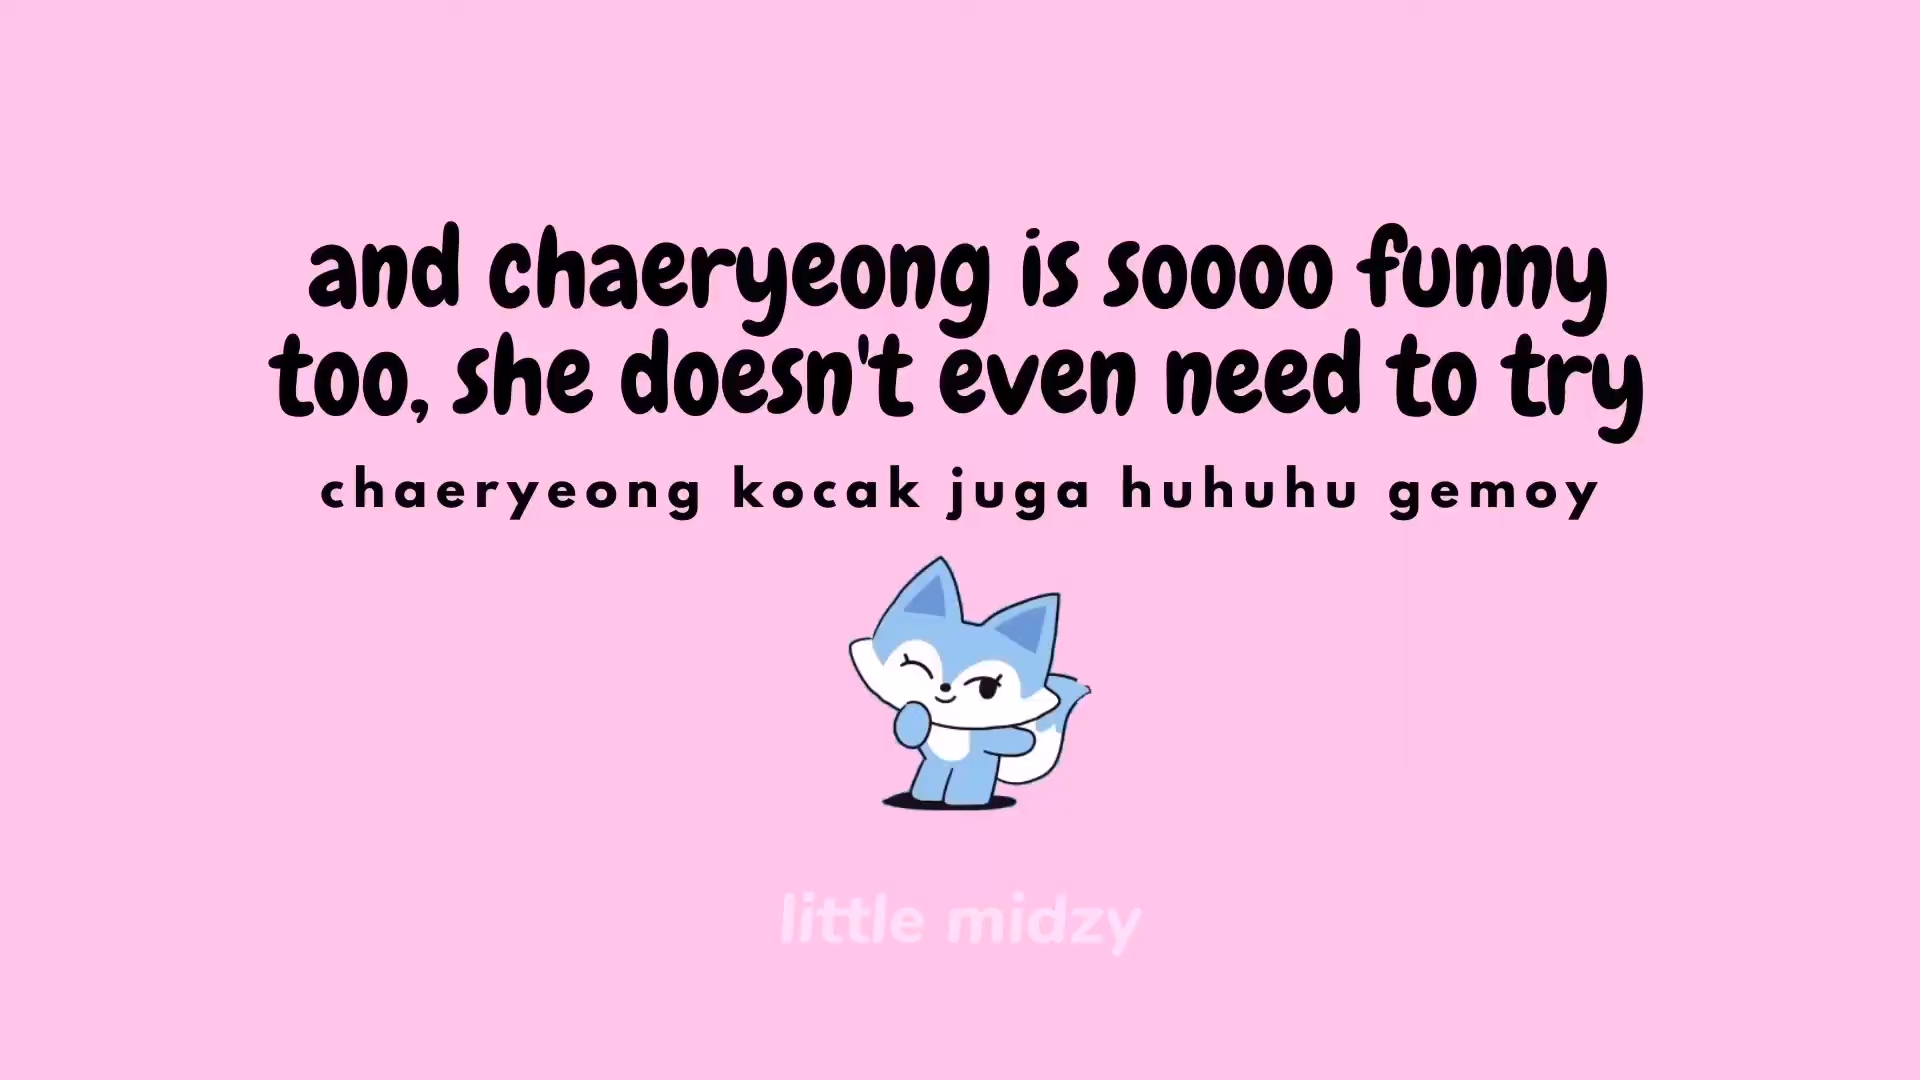 and chaeryeong is soooo funny
too, she doesn't even need to try
chaeryeong kocak juga huhuhu gemoy
little midzy